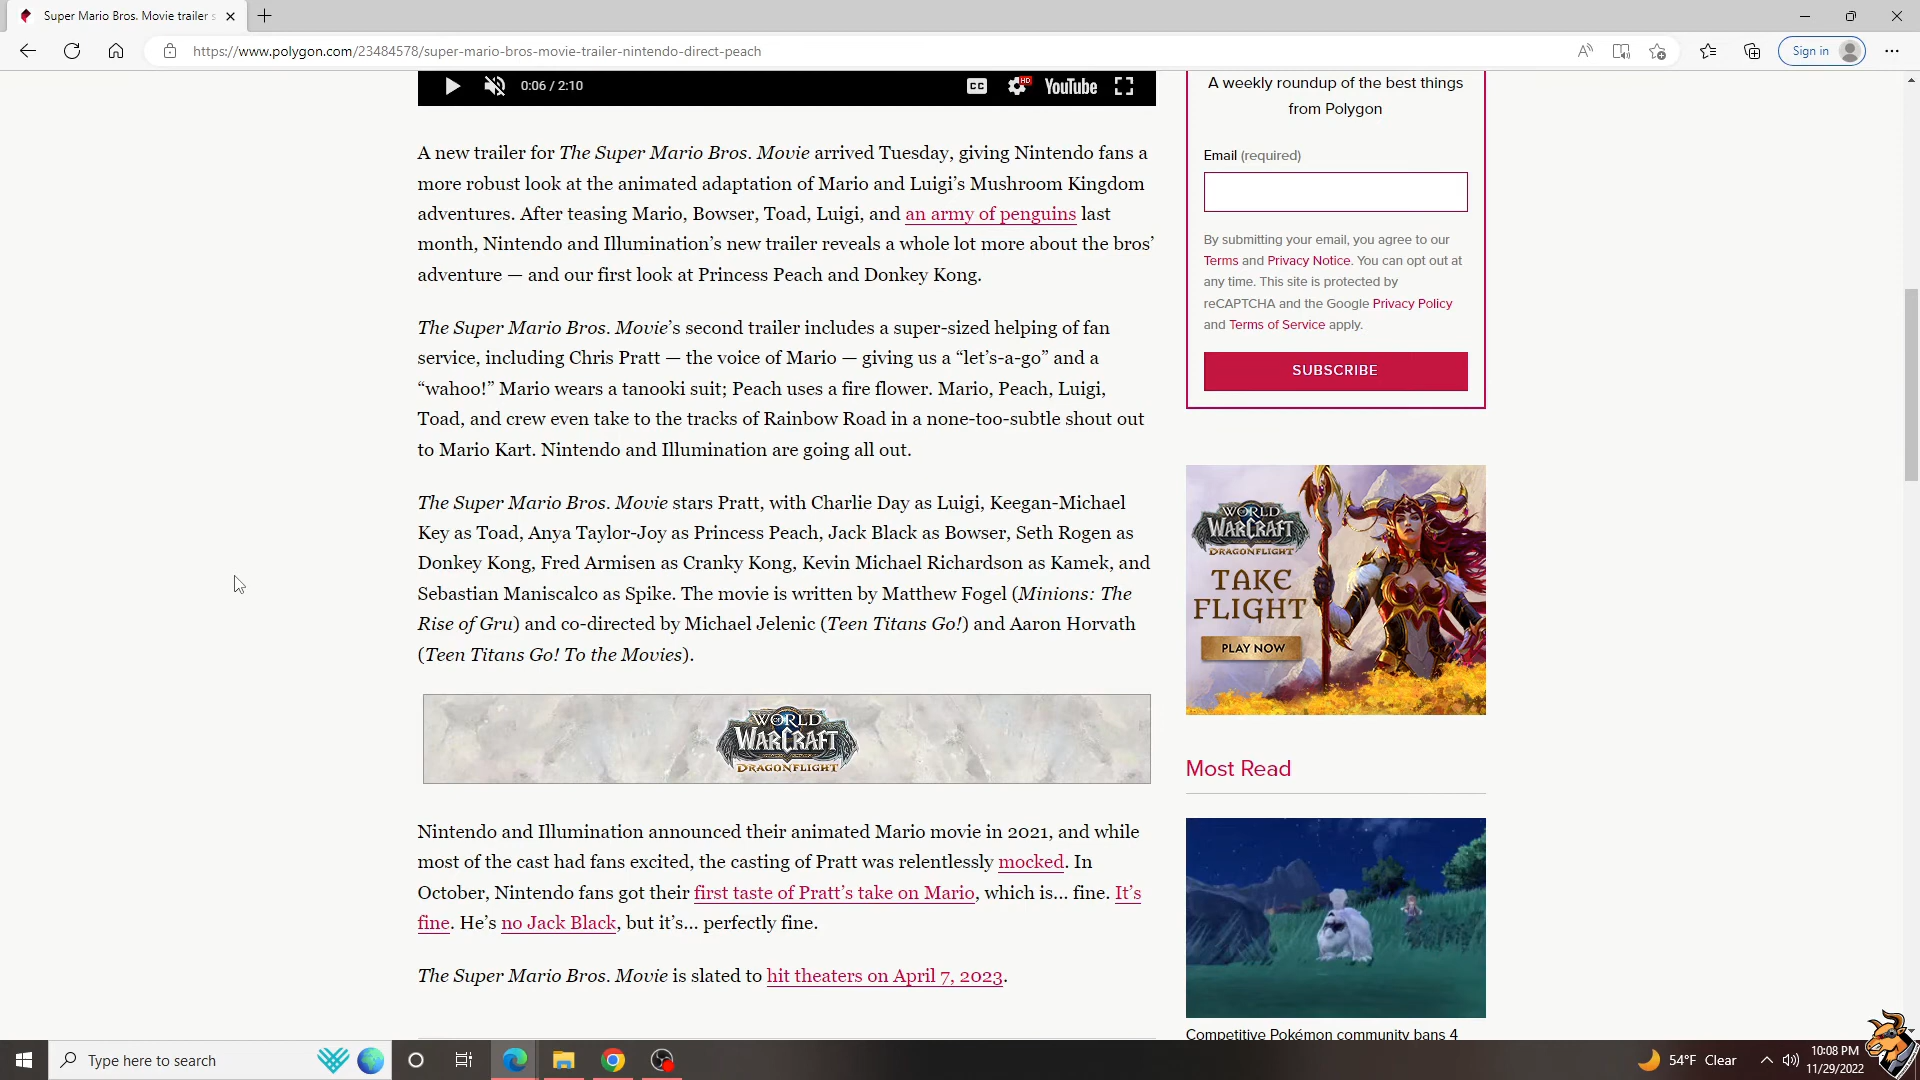 Super Mario Bros. Movie trailer s
https://www.polygon.com/23484578/super-mario-bros-movie-trailer-nintendo-direct-peach
Sign in
0:06 / 2:10
CC
HD
YouTube
A new trailer for The Super Mario Bros. Movie arrived Tuesday, giving Nintendo fans a
more robust look at the animated adaptation of Mario and Luigi’s Mushroom Kingdom
adventures. After teasing Mario, Bowser, Toad, Luigi, and an army of penguins last
month, Nintendo and Illumination’s new trailer reveals a whole lot more about the bros’
adventure — and our first look at Princess Peach and Donkey Kong.
The Super Mario Bros. Movie’s second trailer includes a super-sized helping of fan
service, including Chris Pratt — the voice of Mario — giving us a “let’s-a-go” and a
“wahoo!” Mario wears a tanooki suit; Peach uses a fire flower. Mario, Peach, Luigi,
Toad, and crew even take to the tracks of Rainbow Road in a none-too-subtle shout out
to Mario Kart. Nintendo and Illumination are going all out.
The Super Mario Bros. Movie stars Pratt, with Charlie Day as Luigi, Keegan-Michael
Key as Toad, Anya Taylor-Joy as Princess Peach, Jack Black as Bowser, Seth Rogen as
Donkey Kong, Fred Armisen as Cranky Kong, Kevin Michael Richardson as Kamek, and
Sebastian Maniscalco as Spike. The movie is written by Matthew Fogel (Minions: The
Rise of Gru) and co-directed by Michael Jelenic (Teen Titans Go!) and Aaron Horvath
(Teen Titans Go! To the Movies).
WORLD
OF
WARCRAFT
DRAGONFLIGHT
Nintendo and Illumination announced their animated Mario movie in 2021, and while
most of the cast had fans excited, the casting of Pratt was relentlessly mocked. In
October, Nintendo fans got their first taste of Pratt’s take on Mario, which is… fine. It’s
fine. He’s no Jack Black, but it’s… perfectly fine.
The Super Mario Bros. Movie is slated to hit theaters on April 7, 2023.
A weekly roundup of the best things
from Polygon
Email (required)
By submitting your email, you agree to our
Terms and Privacy Notice. You can opt out at
any time. This site is protected by
reCAPTCHA and the Google Privacy Policy
and Terms of Service apply.
SUBSCRIBE
WORLD
OF
WARCRAFT
DRAGONFLIGHT
TAKE
FLIGHT
PLAY NOW
Most Read
Competitive Pokémon community bans 4
Type here to search
54°F Clear
10:08 PM
11/29/2022